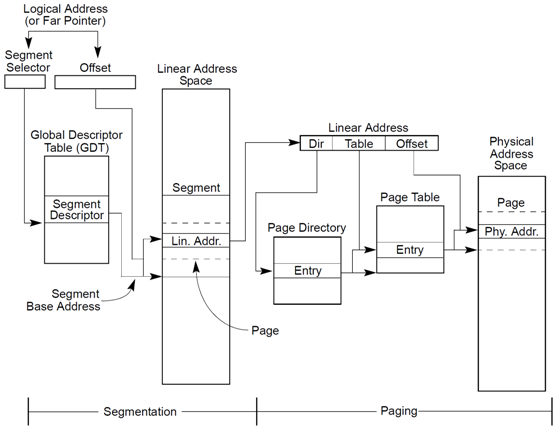 Logical Address
(or Far Pointer)
Segment
Selector
Offset
Linear Address
Space
Global Descriptor
Table (GDT)
Segment
Descriptor
Segment
Lin. Addr.
Segment
Base Address
Page
Linear Address
Dir
Table
Offset
Physical
Address
Space
Page Directory
Entry
Page Table
Entry
Page
Phy. Addr.
Segmentation
Paging